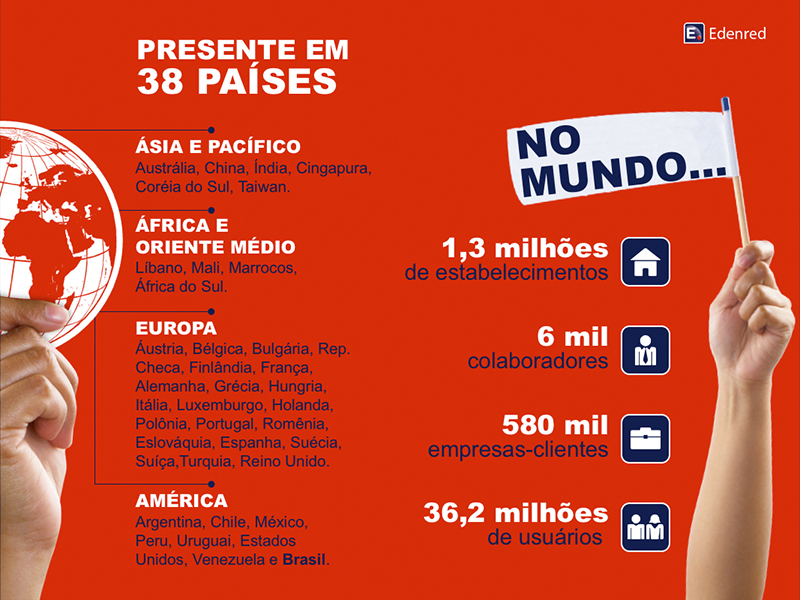 PRESENTE EM
38 PAÍSES
ÁSIA E PACÍFICO
Austrália, China, Índia, Cingapura,
Coréia do Sul, Taiwan.
ÁFRICA E
ORIENTE MÉDIO
Líbano, Mali, Marrocos,
África do Sul.
EUROPA
Áustria, Bélgica, Bulgária, Rep.
Checa, Finlândia, França,
Alemanha, Grécia, Hungria,
Itália, Luxemburgo, Holanda,
Polônia, Portugal, Romênia,
Eslováquia, Espanha, Suécia,
Suíça,Turquia, Reino Unido.
AMÉRICA
Argentina, Chile, México,
Peru, Uruguai, Estados
Unidos, Venezuela e Brasil.
E Edenred
NO
MUNDO...
1,3 milhões
de estabelecimentos
6 mil
colaboradores
580 mil
empresas-clientes
36,2 milhões
de usuários